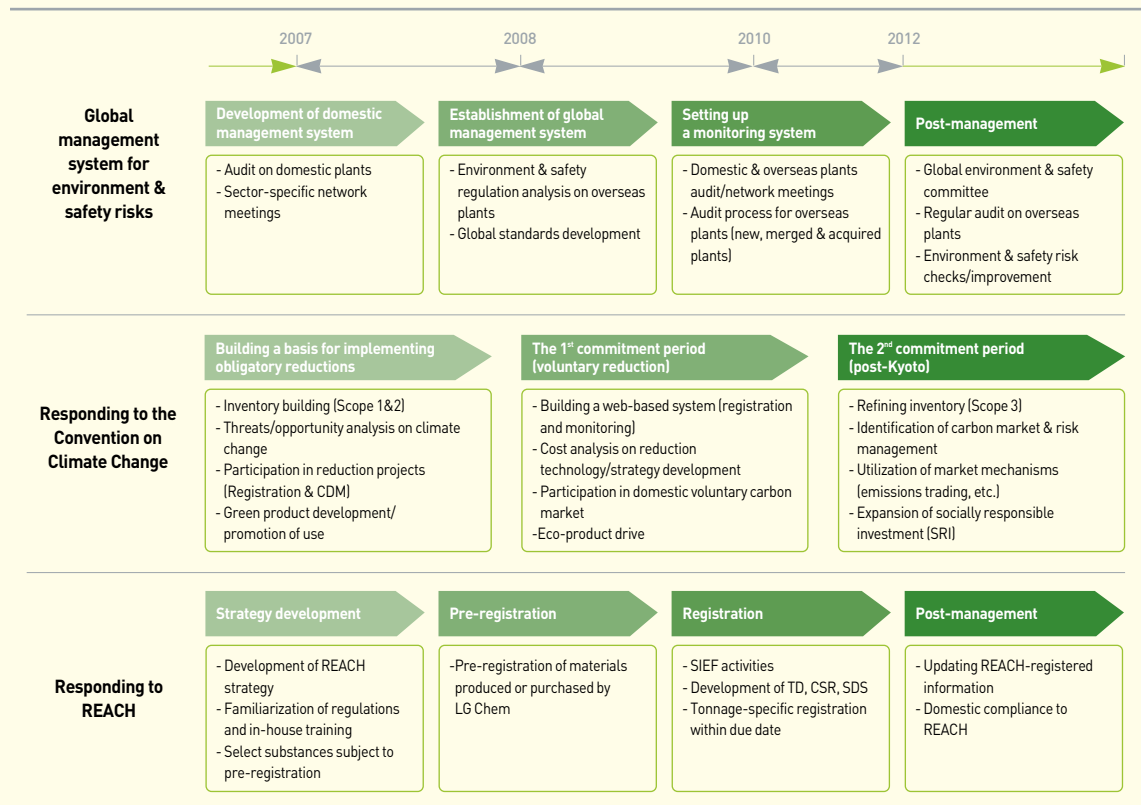 2007
2008
2010
2012
Global
management
system for
environment &
safety risks
Development of domestic
management system
- Audit on domestic plants
- Sector-specific network
meetings
Establishment of global
management system
- Environment & safety
regulation analysis on overseas
plants
- Global standards development
Setting up
a monitoring system
- Domestic & overseas plants
audit/network meetings
- Audit process for overseas
plants (new, merged & acquired
plants)
Post-management
- Global environment & safety
committee
- Regular audit on overseas
plants
- Environment & safety risk
checks/improvement
Responding to the
Convention on
Climate Change
Building a basis for implementing
obligatory reductions
- Inventory building (Scope 1&2)
- Threats/opportunity analysis on climate
change
- Participation in reduction projects
(Registration & CDM)
- Green product development/
promotion of use
The 1st commitment period
(voluntary reduction)
- Building a web-based system (registration
and monitoring)
- Cost analysis on reduction
technology/strategy development
- Participation in domestic voluntary carbon
market
-Eco-product drive
The 2nd commitment period
(post-Kyoto)
- Refining inventory (Scope 3)
- Identification of carbon market & risk
management
- Utilization of market mechanisms
(emissions trading, etc.)
- Expansion of socially responsible
investment (SRI)
Responding to
REACH
Strategy development
- Development of REACH
strategy
- Familiarization of regulations
and in-house training
- Select substances subject to
pre-registration
Pre-registration
-Pre-registration of materials
produced or purchased by
LG Chem
Registration
- SIEF activities
- Development of TD, CSR, SDS
- Tonnage-specific registration
within due date
Post-management
- Updating REACH-registered
information
- Domestic compliance to
REACH